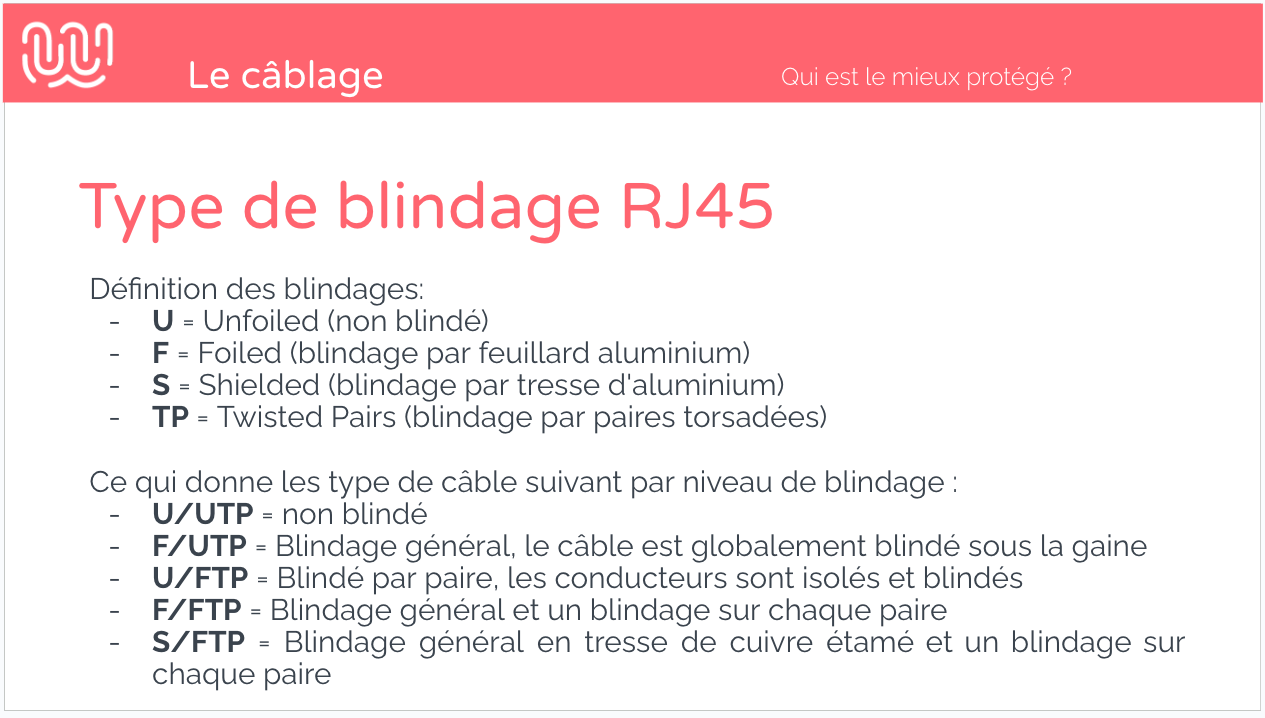 Le câblage
Qui est le mieux protégé ?
Type de blindage RJ45
Définition des blindages:
- U = Unfoiled (non blindé)
- F = Foiled (blindage par feuillard aluminium)
- S = Shielded (blindage par tresse d'aluminium)
- TP = Twisted Pairs (blindage par paires torsadées)
Ce qui donne les type de câble suivant par niveau de blindage :
- U/UTP = non blindé
- F/UTP = Blindage général, le câble est globalement blindé sous la gaine
- U/FTP = Blindé par paire, les conducteurs sont isolés et blindés
- F/FTP = Blindage général et un blindage sur chaque paire
- S/FTP = Blindage général en tresse de cuivre étamé et un blindage sur
chaque paire